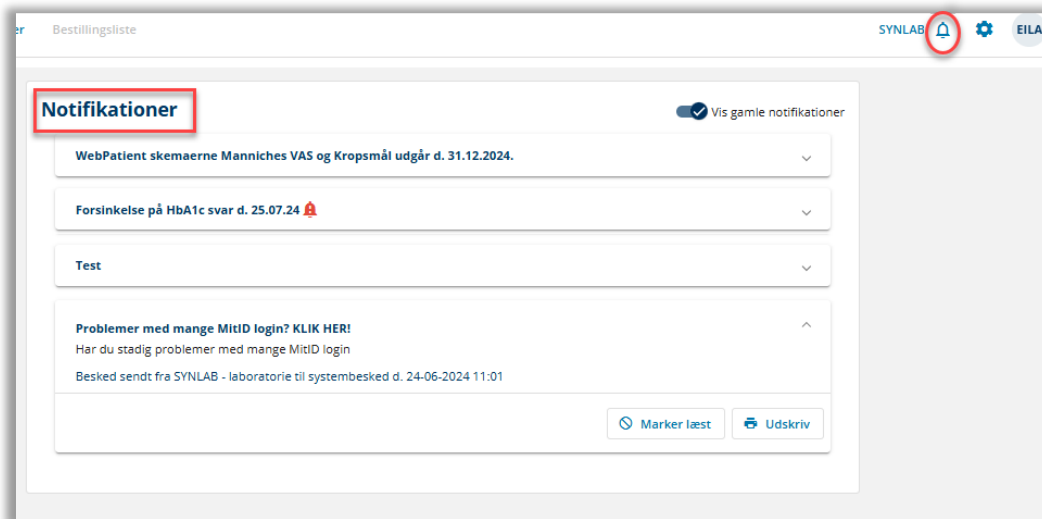 er Bestillingsliste SYNLAB EILA
Notifikationer
Vis gamle notifikationer
WebPatient skemaerne Manniches VAS og Kropsmål udgår d. 31.12.2024.
Forsinkelse på HbA1c svar d. 25.07.24
Test
Problemer med mange MitID login? KLIK HER!
Har du stadig problemer med mange MitID login
Besked sendt fra SYNLAB - laboratorie til systembesked d. 24-06-2024 11:01
Marker læst Udskriv